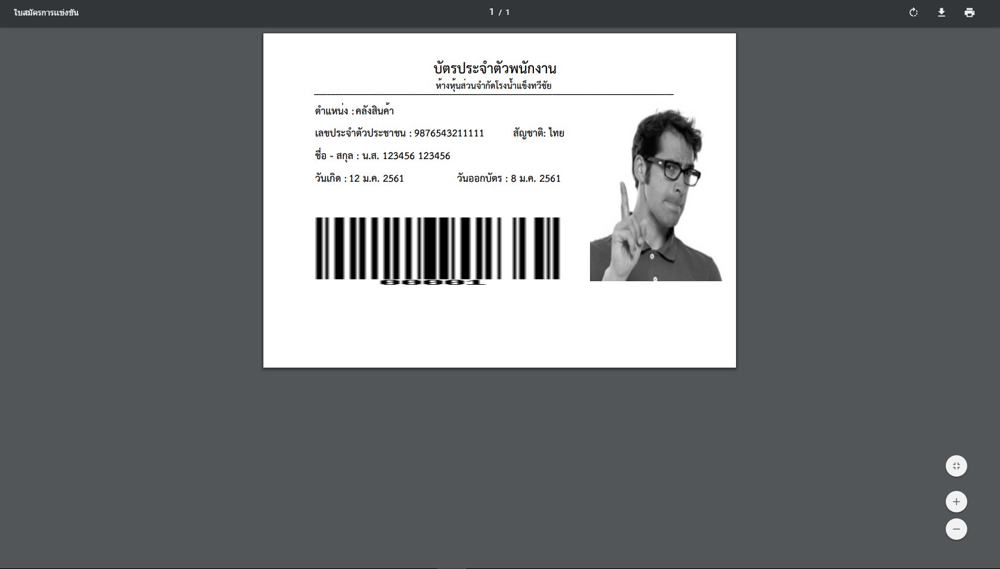 ใบสมัครการแข่งขัน
1 / 1
บัตรประจำตัวพนักงาน
ห้างหุ้นส่วนจำกัดโรงน้ำแข็งทวีชัย
ตำแหน่ง : คลังสินค้า
เลขประจำตัวประชาชน : 9876543211111 สัญชาติ: ไทย
ชื่อ - สกุล : น.ส. 123456 123456
วันเกิด : 12 ม.ค. 2561 วันออกบัตร : 8 ม.ค. 2561
00001